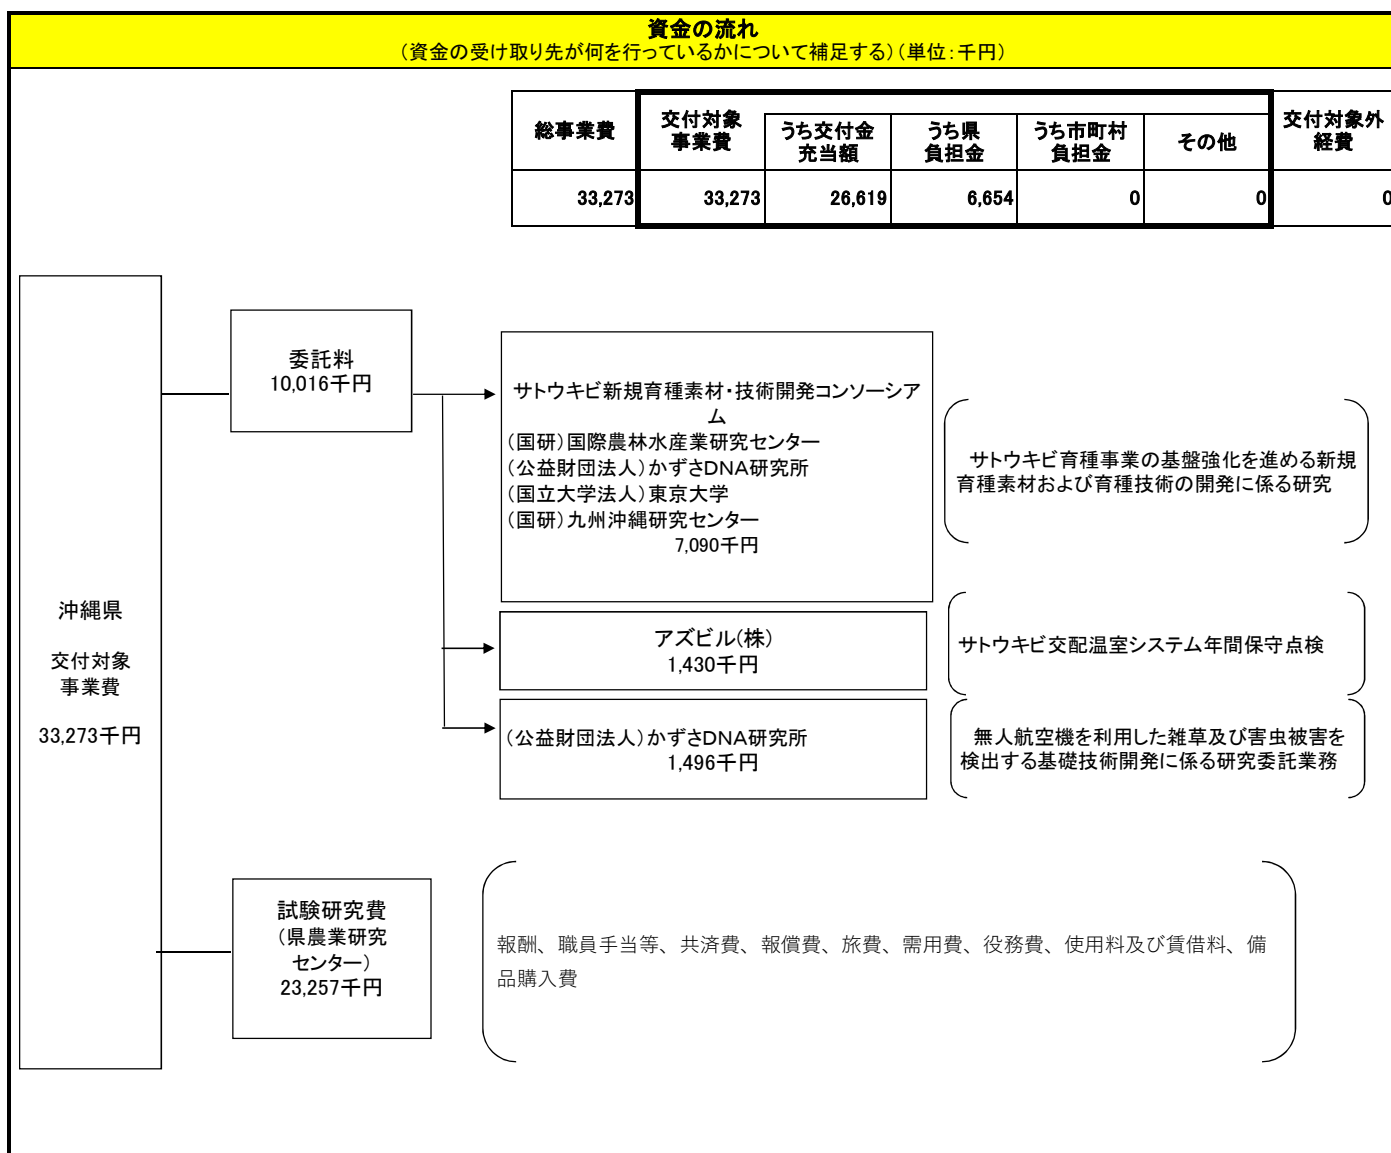 資金の流れ
（資金の受け取り先が何を行っているかについて補足する）（単位：千円）
総事業費
交付対象
事業費
うち交付金
充当額
うち県
負担金
うち市町村
負担金
その他
交付対象外
経費
33,273
33,273
26,619
6,654
0
0
0
沖縄県
交付対象
事業費
33,273千円
委託料
10,016千円
サトウキビ新規育種素材・技術開発コンソーシア
ム
（国研）国際農林水産業研究センター
（公益財団法人）かずさDNA研究所
（国立大学法人）東京大学
（国研）九州沖縄研究センター
7,090千円
サトウキビ育種事業の基盤強化を進める新規
育種素材および育種技術の開発に係る研究
アズビル（株）
1,430千円
サトウキビ交配温室システム年間保守点検
（公益財団法人）かずさDNA研究所
1,496千円
無人航空機を利用した雑草及び害虫被害を
検出する基礎技術開発に係る研究委託業務
試験研究費
（県農業研究
センター）
23,257千円
報酬、職員手当等、共済費、報償費、旅費、需用費、役務費、使用料及び賃借料、備
品購入費